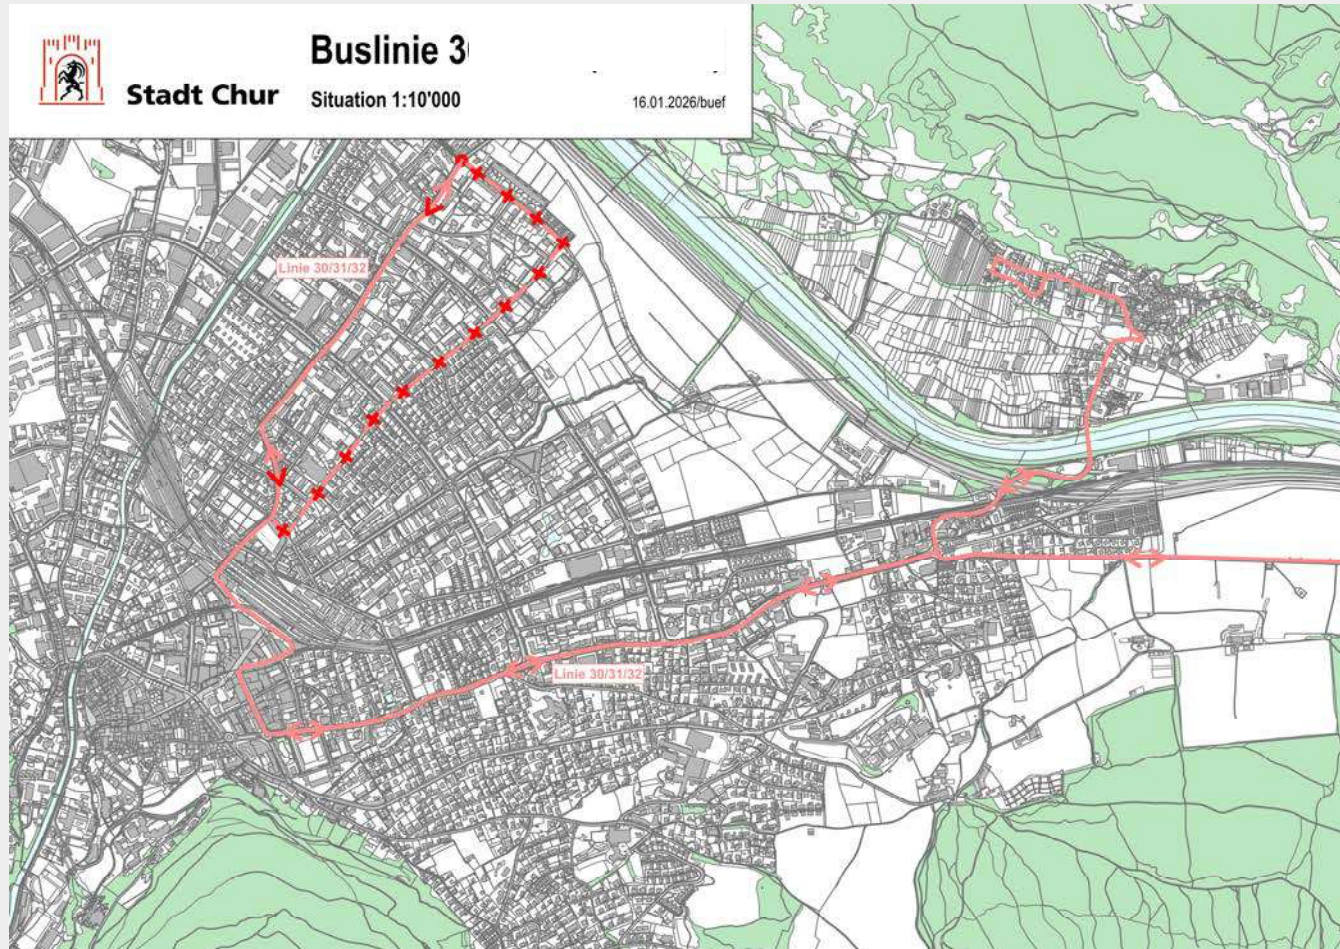 Stadt Chur
Buslinie 3
Situation 1:10'000
16.01.2026/buef
Linie 30/31/32
Linie 30/31/32